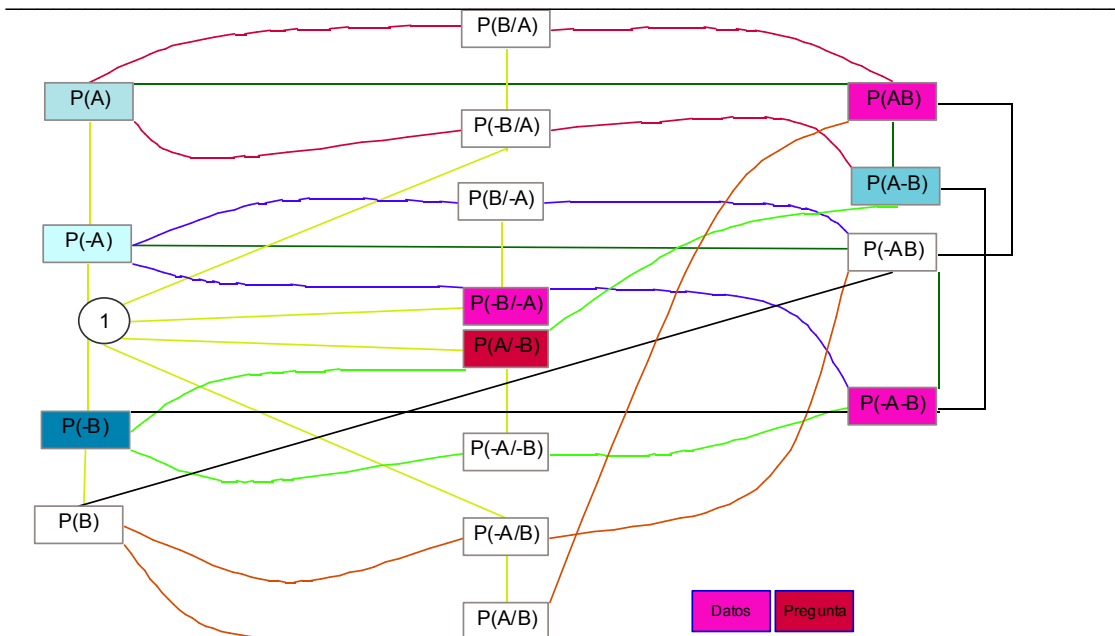 P(B/A)
P(A)
P(AB)
P(-B/A)
P(A-B)
P(B/-A)
P(-A)
P(-AB)
P(-B/-A)
1
P(A/-B)
P(-A-B)
P(-B)
P(-A/-B)
P(B)
P(-A/B)
P(A/B)
Datos
Pregunta